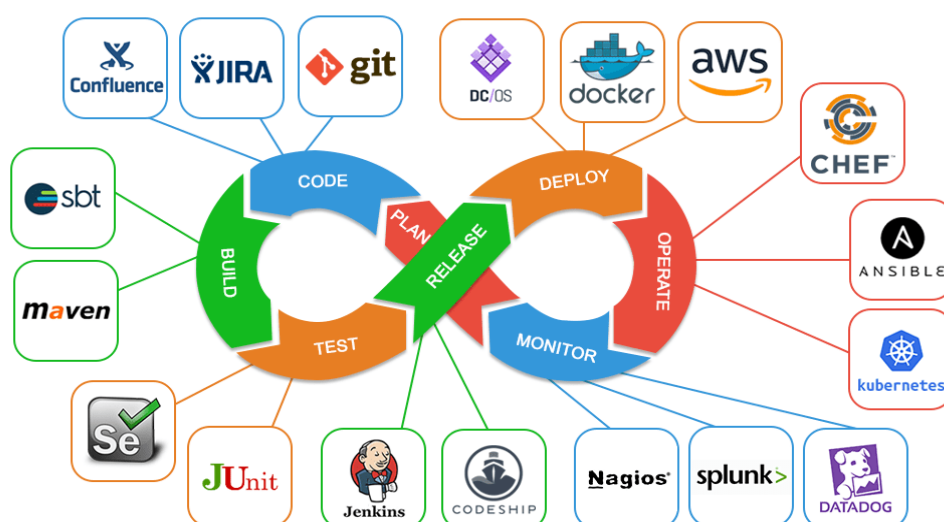 Confluence
JIRA
git
DC/OS
docker
aws
CHEF™
CODE
DEPLOY
sbt
PLAN
RELEASE
BUILD
OPERATE
ANSIBLE
maven
TEST
MONITOR
kubernetes
Se
JUnit
Jenkins
CODESHIP
Nagios®
splunk>
DATADOG